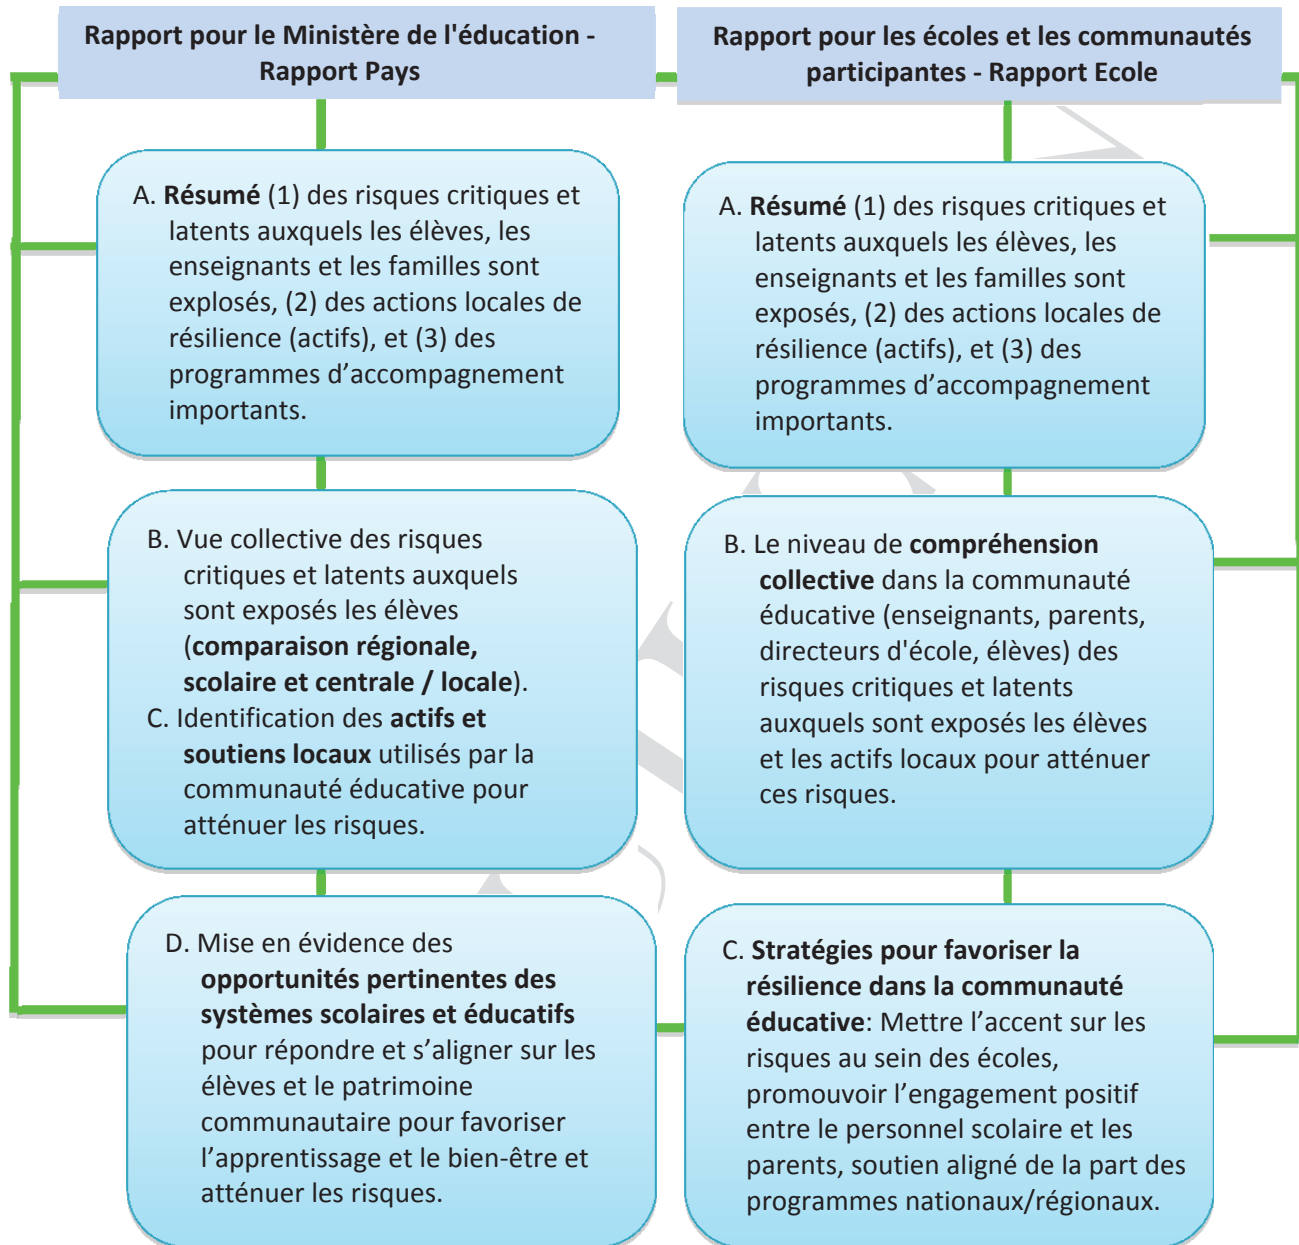 Rapport pour le Ministère de l'éducation -
Rapport Pays
A. Résumé (1) des risques critiques et
latents auxquels les élèves, les
enseignants et les familles sont
explosés, (2) des actions locales de
résilience (actifs), et (3) des
programmes d’accompagnement
importants.
B. Vue collective des risques
critiques et latents auxquels
sont exposés les élèves
(comparaison régionale,
scolaire et centrale / locale).
C. Identification des actifs et
soutiens locaux utilisés par la
communauté éducative pour
atténuer les risques.
D. Mise en évidence des
opportunités pertinentes des
systèmes scolaires et éducatifs
pour répondre et s’aligner sur les
élèves et le patrimoine
communautaire pour favoriser
l’apprentissage et le bien-être et
atténuer les risques.
Rapport pour les écoles et les communautés
participantes - Rapport Ecole
A. Résumé (1) des risques critiques et
latents auxquels les élèves, les
enseignants et les familles sont
exposés, (2) des actions locales de
résilience (actifs), et (3) des
programmes d’accompagnement
importants.
B. Le niveau de compréhension
collective dans la communauté
éducative (enseignants, parents,
directeurs d'école, élèves) des
risques critiques et latents
auxquels sont exposés les élèves
et les actifs locaux pour atténuer
ces risques.
C. Stratégies pour favoriser la
résilience dans la communauté
éducative: Mettre l’accent sur les
risques au sein des écoles,
promouvoir l’engagement positif
entre le personnel scolaire et les
parents, soutien aligné de la part des
programmes nationaux/régionaux.